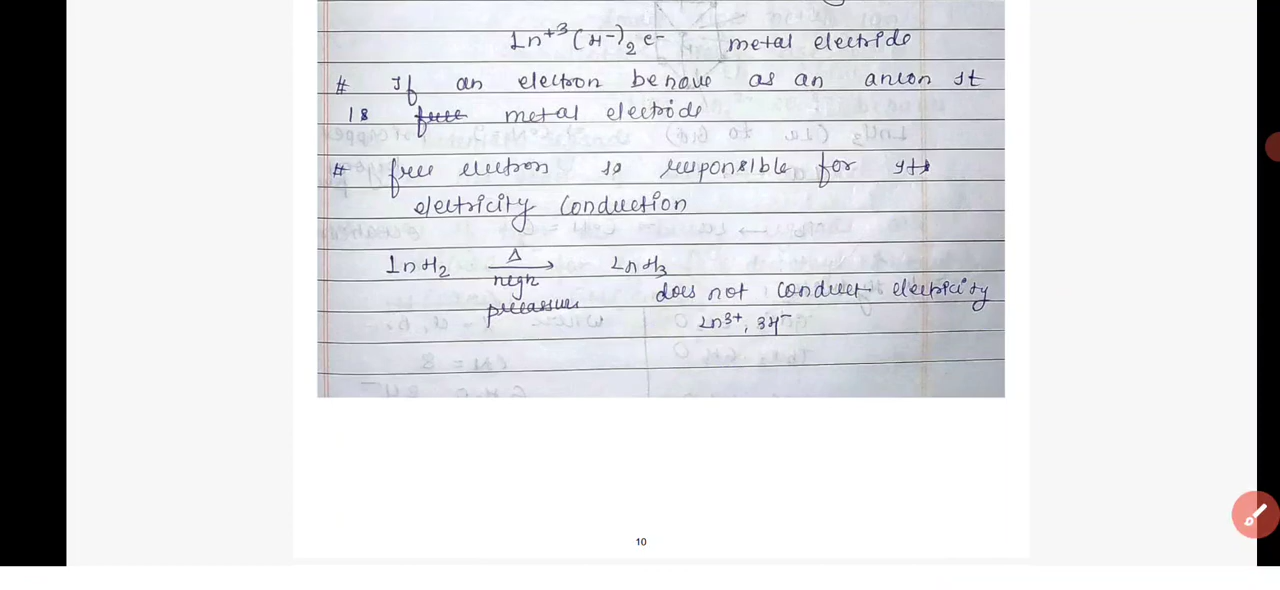 Ln+3 (H-)2 e- metal electride
# If an electron behave as an anion it
is free metal electride
# free electron is responsible for its
electricity conduction
LnH2 Δ→ LnH3
high
pressure does not conduct electricity
Ln3+, 3H-
10